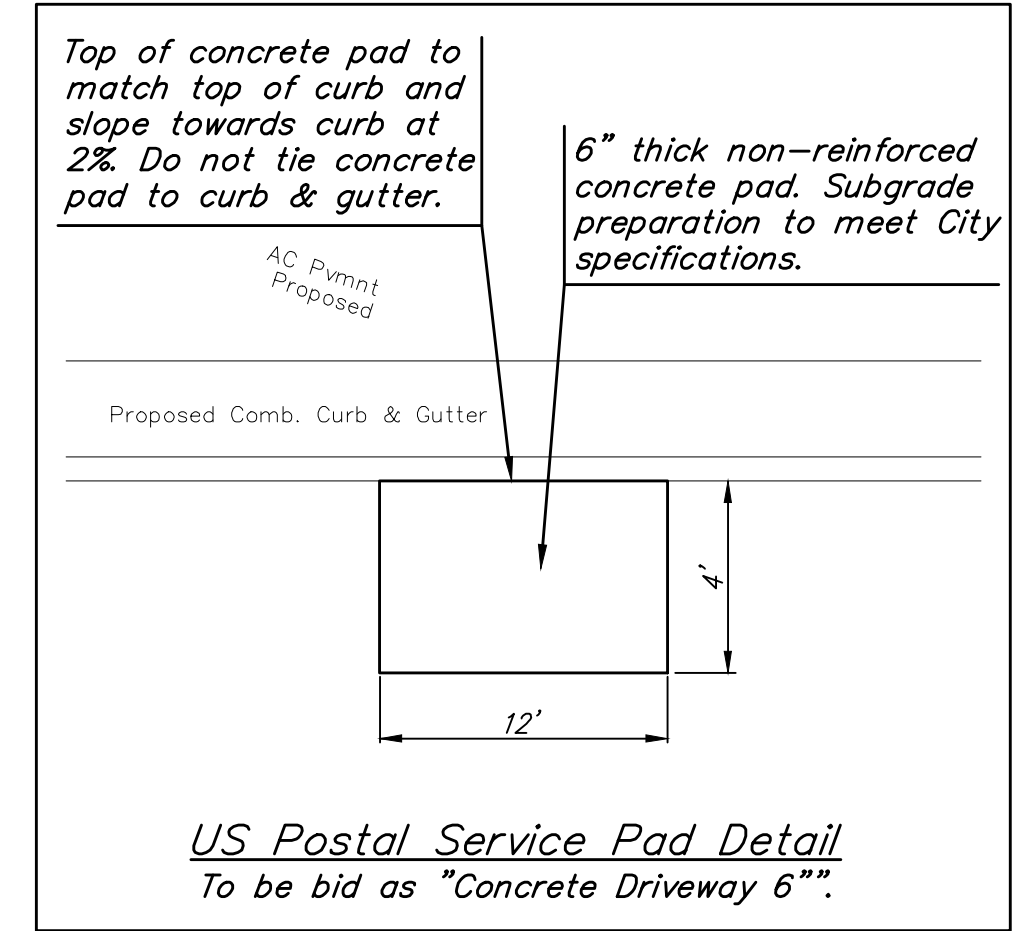 Top of concrete pad to
match top of curb and
slope towards curb at
2%. Do not tie concrete
pad to curb & gutter.
6” thick non-reinforced
concrete pad. Subgrade
preparation to meet City
specifications.
AC Pvmnt
Proposed
Proposed Comb. Curb & Gutter
4’
12’
US Postal Service Pad Detail
To be bid as ”Concrete Driveway 6””.